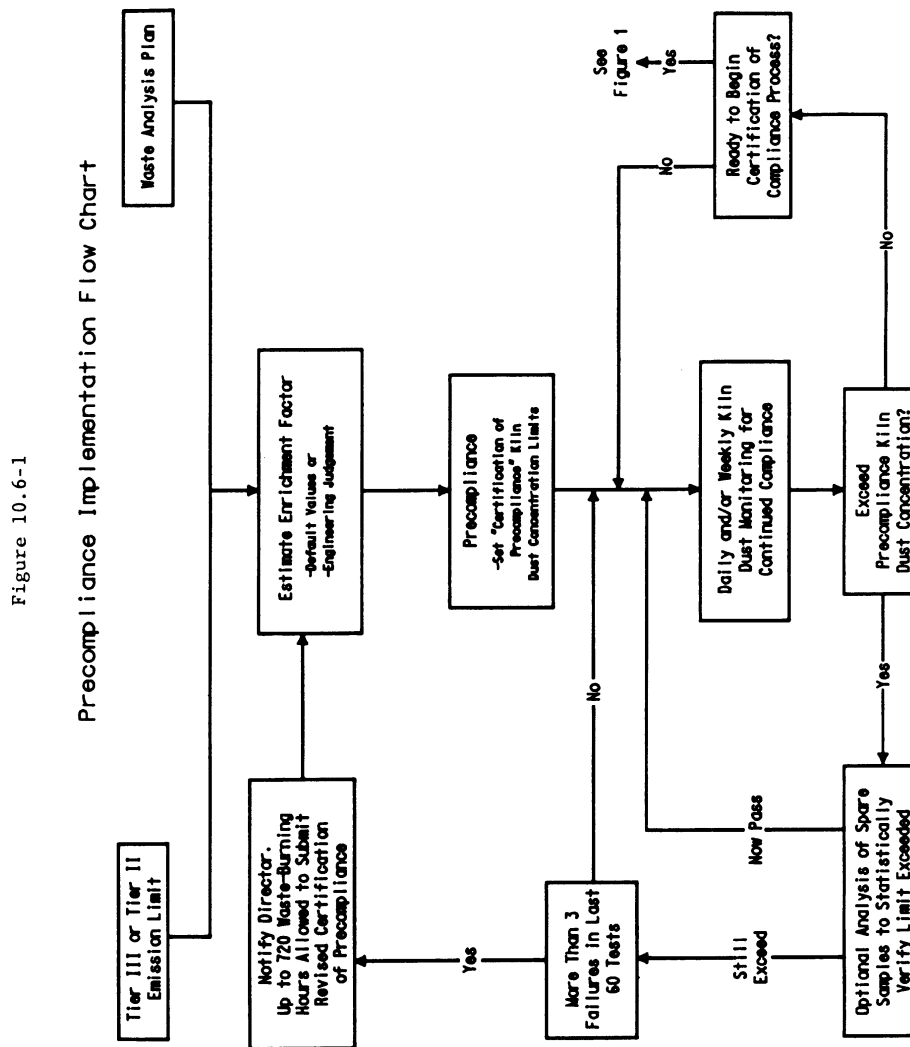 Figure 10.6-1
Precompliance Implementation Flow Chart
Tier III or Tier II
Emission Limit
Waste Analysis Plan
Notify Director.
Up to 720 Waste-Burning
Hours Allowed to Submit
Revised Certification
of Precompliance
Estimate Enrichment Factor
-Default Values or
-Engineering Judgement
Precompliance
-Set "Certification of
Precompliance" Kiln
Dust Concentration Limits
See
Figure 1
Yes
Ready to Begin
Certification of
Compliance Process?
No
Yes
More Than 3
Failures in Last
60 Tests
No
Daily and/or Weekly Kiln
Dust Monitoring for
Continued Compliance
Still
Exceed
Now Pass
No
Optional Analysis of Spare
Samples to Statistically
Verify Limit Exceeded
Yes
Exceed
Precompliance Kiln
Dust Concentration?